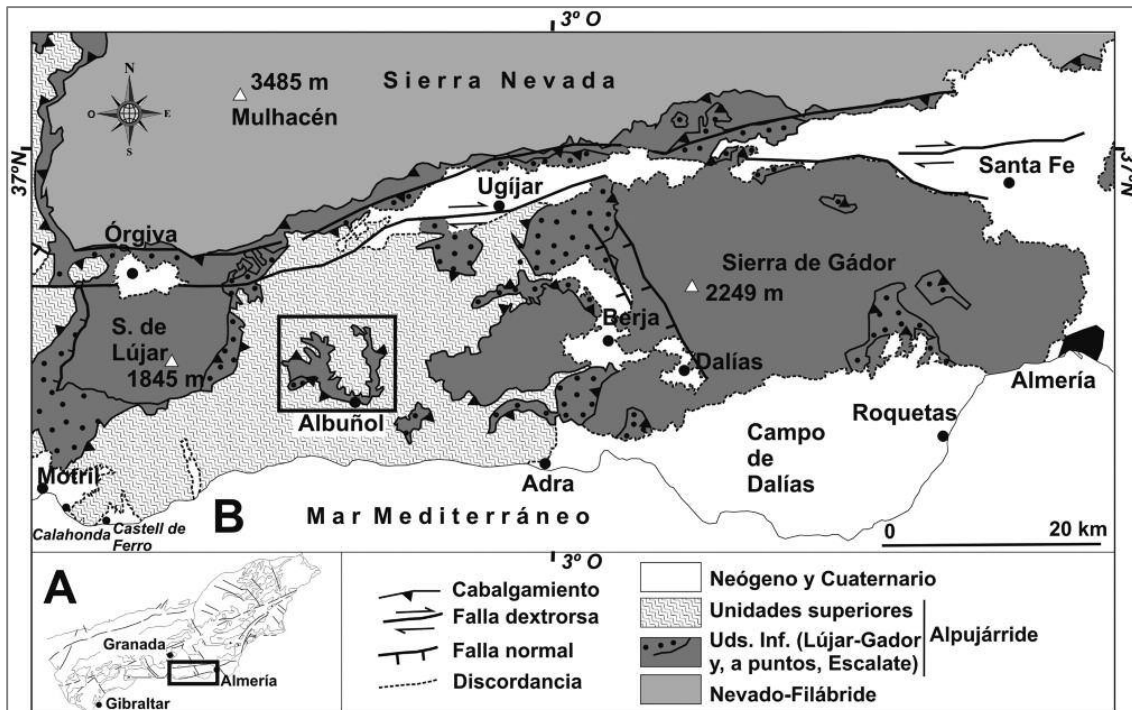 3º O
N
O
E
S
3485 m
Mulhacén
Sierra Nevada
37ºN
37ºN
Santa Fe
Ugíjar
Órgiva
Sierra de Gádor
2249 m
S. de
Lújar
1845 m
Berja
Dalías
Almería
Albuñol
Roquetas
Campo
de
Dalías
Motril
Adra
B
Mar Mediterráneo
Calahonda
Castell de
Ferro
0 20 km
3º O
A
Granada
Almería
Gibraltar
Cabalgamiento
Falla dextrorsa
Falla normal
Discordancia
Neógeno y Cuaternario
Unidades superiores
Uds. Inf. (Lújar-Gador
y, a puntos, Escalate)
Alpujárride
Nevado-Filábride